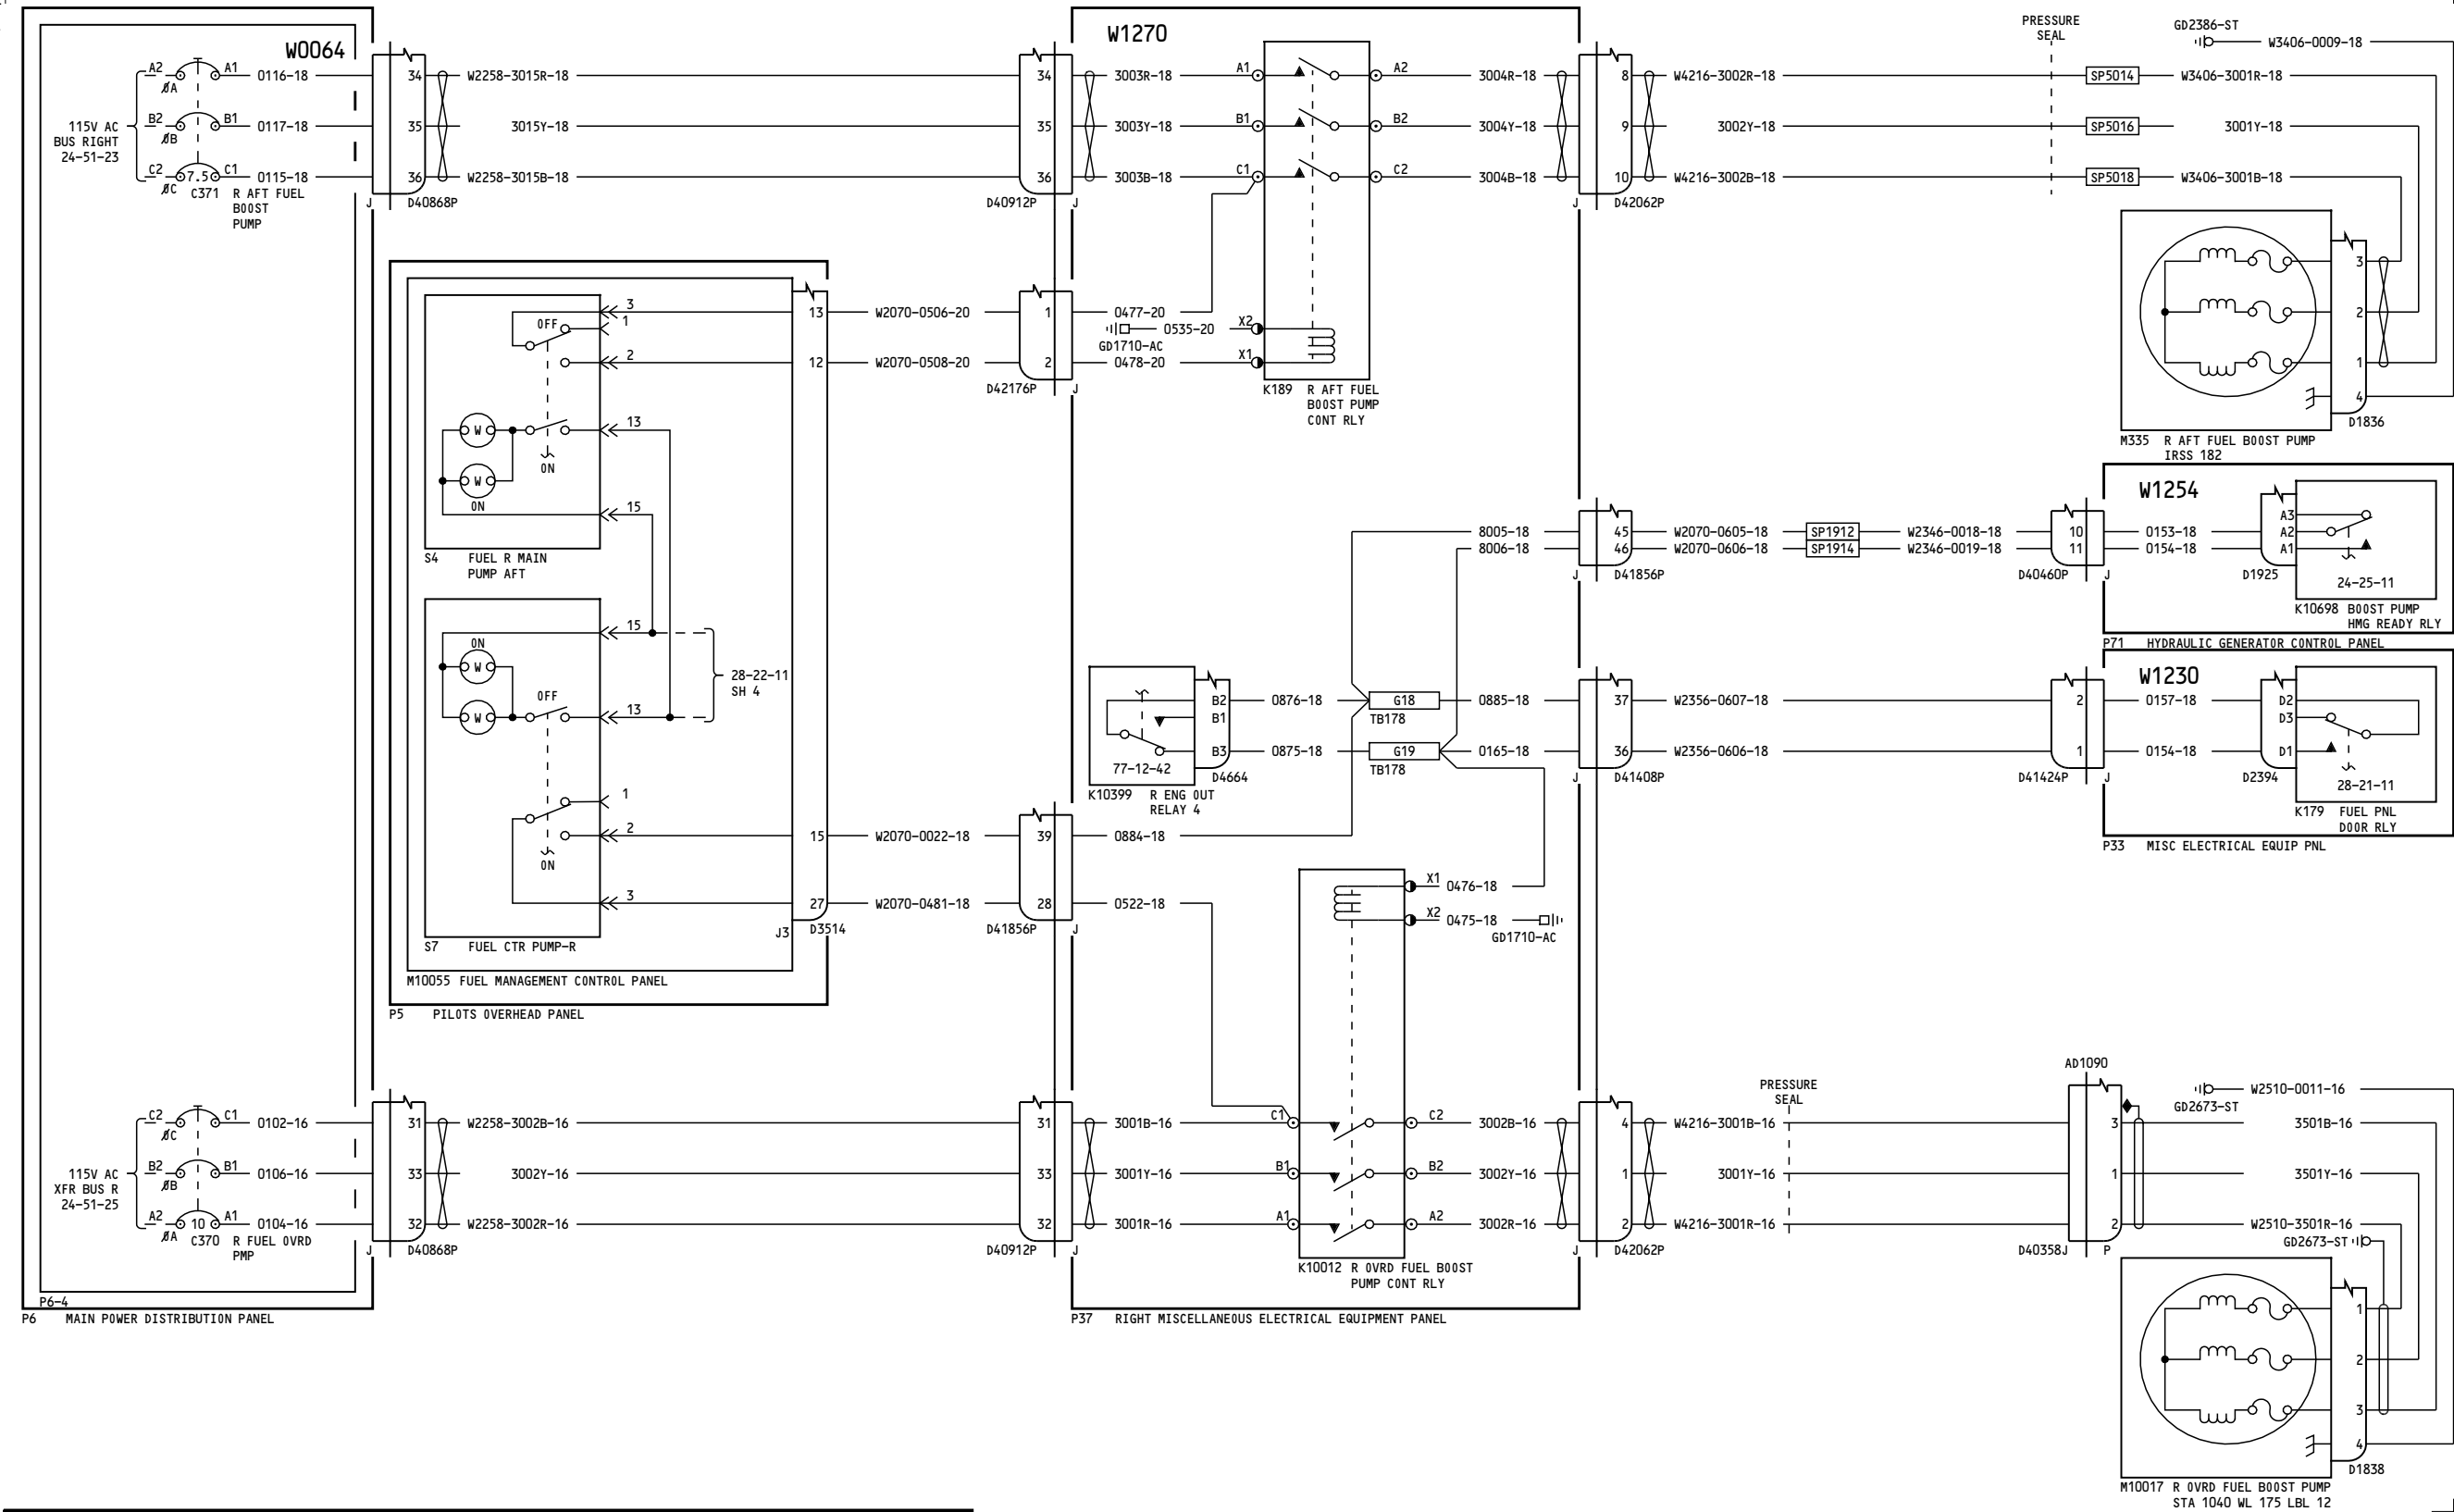 W0064
A2
ØA
A1
0116-18
B2
ØB
B1
0117-18
C2
ØC
7.5
C1
0115-18
115V AC
BUS RIGHT
24-51-23
C371 R AFT FUEL
BOOST
PUMP
34
35
36
J
D40868P
W2258-3015R-18
3015Y-18
W2258-3015B-18
34
35
36
D40912P
J
W1270
3003R-18
3003Y-18
3003B-18
A1
B1
C1
A2
B2
C2
3004R-18
3004Y-18
3004B-18
8
9
10
J
D42062P
W4216-3002R-18
3002Y-18
W4216-3002B-18
PRESSURE
SEAL
SP5014
SP5016
SP5018
GD2386-ST
W3406-0009-18
W3406-3001R-18
3001Y-18
W3406-3001B-18
3
2
1
4
D1836
M335 R AFT FUEL BOOST PUMP
IRSS 182
OFF
3
1
2
13
15
W
W
ON
ON
S4 FUEL R MAIN
PUMP AFT
13
12
W2070-0506-20
W2070-0508-20
1
2
D42176P
J
0477-20
GD1710-AC
0535-20
X2
0478-20
X1
K189 R AFT FUEL
BOOST PUMP
CONT RLY
8005-18
8006-18
45
46
J
D41856P
W2070-0605-18
W2070-0606-18
SP1912
SP1914
W2346-0018-18
W2346-0019-18
10
11
D40460P
J
W1254
0153-18
0154-18
A3
A2
A1
D1925
24-25-11
K10698 BOOST PUMP
HMG READY RLY
P71 HYDRAULIC GENERATOR CONTROL PANEL
ON
W
W
15
OFF
13
1
2
3
ON
28-22-11
SH 4
S7 FUEL CTR PUMP-R
15
27
J3
D3514
M10055 FUEL MANAGEMENT CONTROL PANEL
P5 PILOTS OVERHEAD PANEL
W2070-0022-18
W2070-0481-18
39
28
D41856P
J
0884-18
0522-18
B2
B1
B3
77-12-42
D4664
K10399 R ENG OUT
RELAY 4
0876-18
0875-18
G18
TB178
G19
TB178
0885-18
0165-18
37
36
J
D41408P
W2356-0607-18
W2356-0606-18
2
1
D41424P
J
W1230
0157-18
0154-18
D2
D3
D1
D2394
28-21-11
K179 FUEL PNL
DOOR RLY
P33 MISC ELECTRICAL EQUIP PNL
X1
0476-18
X2
0475-18
GD1710-AC
C2
ØC
C1
0102-16
B2
ØB
B1
0106-16
A2
ØA
10
A1
0104-16
115V AC
XFR BUS R
24-51-25
C370 R FUEL OVRD
PMP
P6-4
P6 MAIN POWER DISTRIBUTION PANEL
31
33
32
J
D40868P
W2258-3002B-16
3002Y-16
W2258-3002R-16
31
33
32
D40912P
J
3001B-16
3001Y-16
3001R-16
C1
B1
A1
C2
B2
A2
K10012 R OVRD FUEL BOOST
PUMP CONT RLY
P37 RIGHT MISCELLANEOUS ELECTRICAL EQUIPMENT PANEL
3002B-16
3002Y-16
3002R-16
4
1
2
J
D42062P
W4216-3001B-16
3001Y-16
W4216-3001R-16
PRESSURE
SEAL
AD1090
3
1
2
D40358J
P
GD2673-ST
W2510-0011-16
3501B-16
3501Y-16
W2510-3501R-16
GD2673-ST
1
2
3
4
D1838
M10017 R OVRD FUEL BOOST PUMP
STA 1040 WL 175 LBL 12